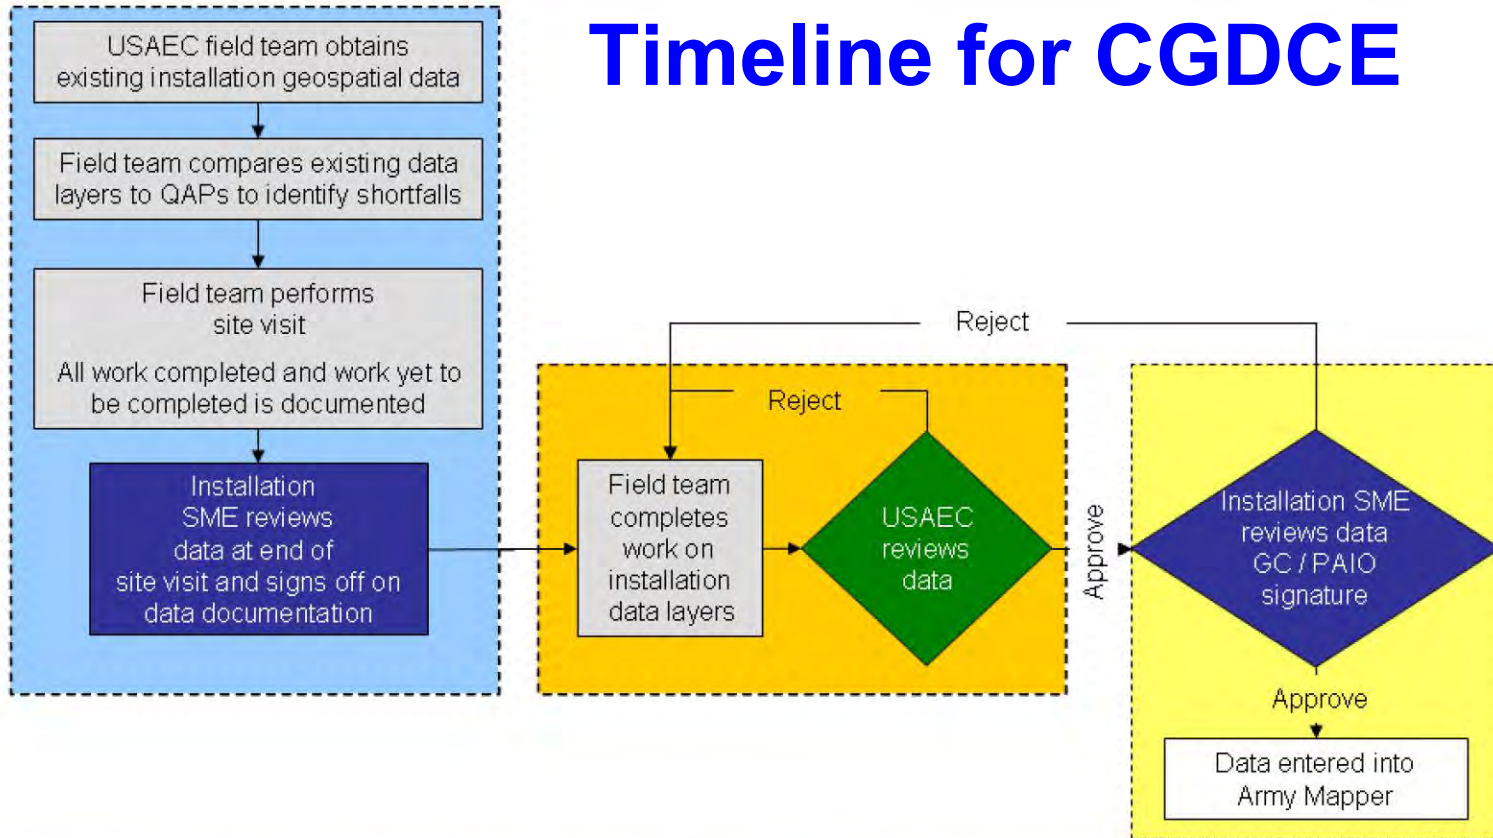 Timeline for CGDCE
USAEC field team obtains
existing installation geospatial data
Field team compares existing data
layers to QAPs to identify shortfalls
Field team performs
site visit
All work completed and work yet to
be completed is documented
Installation
SME reviews
data at end of
site visit and signs off on
data documentation
Reject
Reject
Field team
completes
work on
installation
data layers
USAEC
reviews
data
Approve
Installation SME
reviews data
GC / PAIO
signature
Approve
Data entered into
Army Mapper